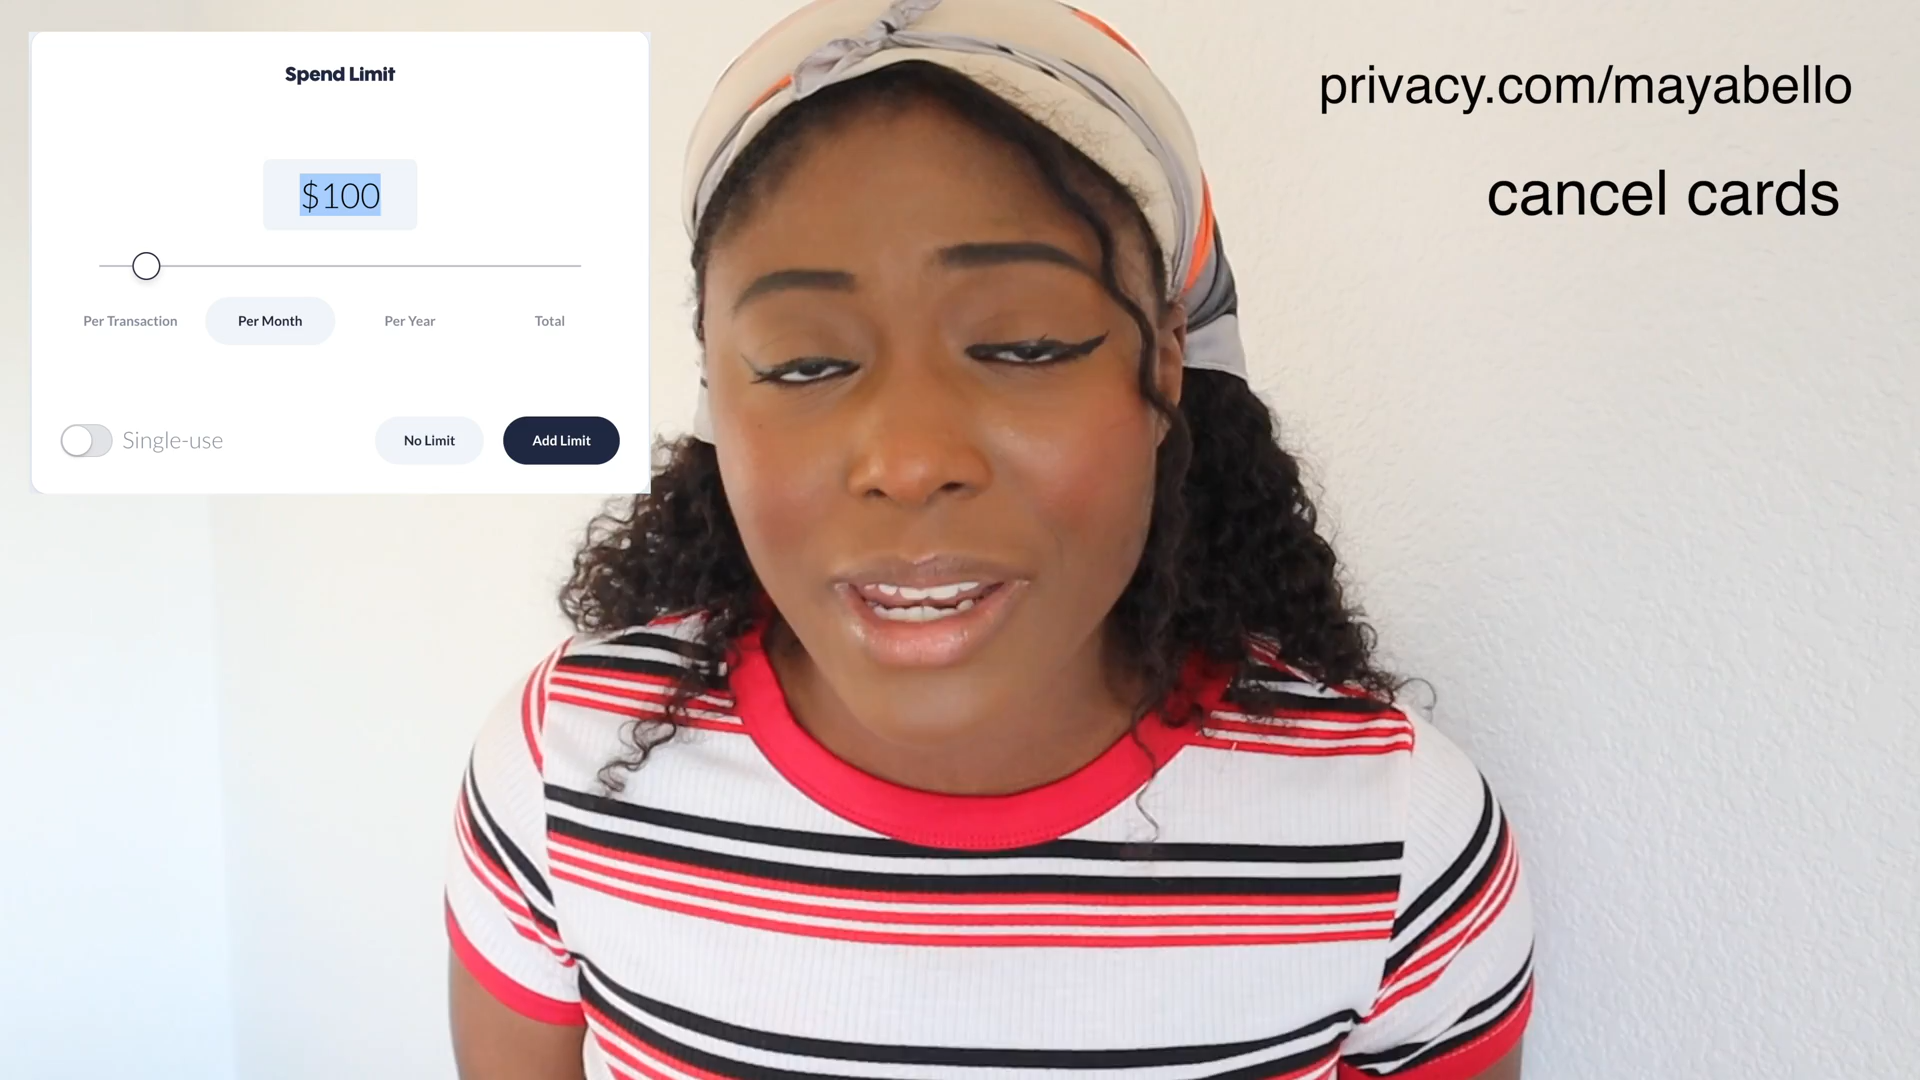 Spend Limit
$100
Per Transaction Per Month Per Year Total
Single-use No Limit Add Limit
privacy.com/mayabello
cancel cards